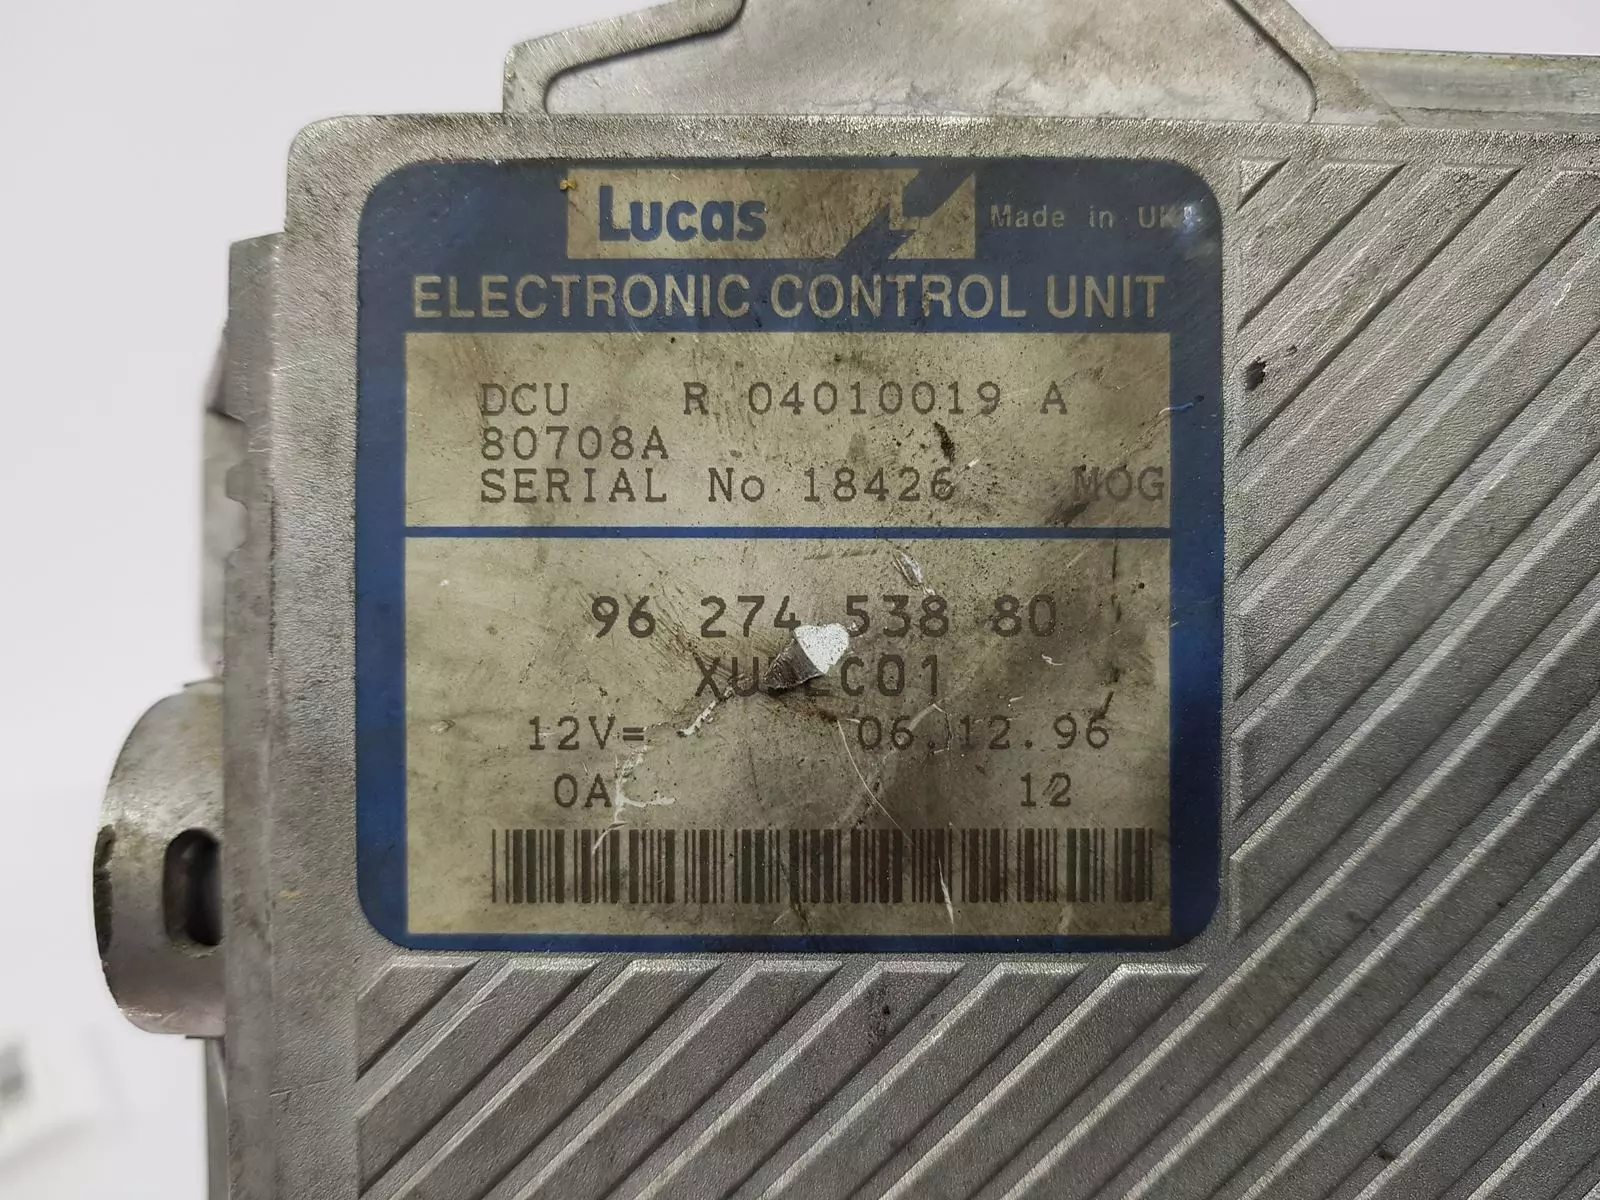 Lucas Made in UK
ELECTRONIC CONTROL UNIT
DCU R 04010019 A
80708A
SERIAL No 18426 MOG
96 274 538 80
12V= 06.12.96
0A 12